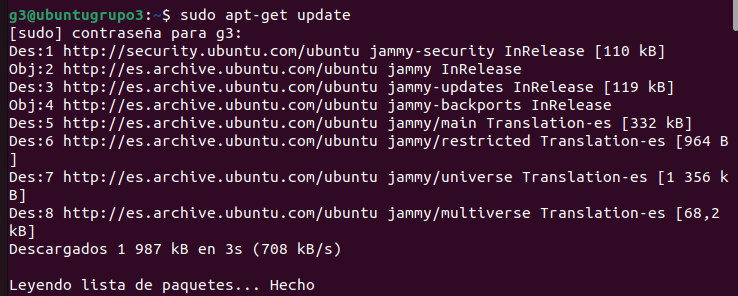 g3@ubuntugrupo3:~$ sudo apt-get update
[sudo] contraseña para g3:
Des:1 http://security.ubuntu.com/ubuntu jammy-security InRelease [110 kB]
Obj:2 http://es.archive.ubuntu.com/ubuntu jammy InRelease
Des:3 http://es.archive.ubuntu.com/ubuntu jammy-updates InRelease [119 kB]
Obj:4 http://es.archive.ubuntu.com/ubuntu jammy-backports InRelease
Des:5 http://es.archive.ubuntu.com/ubuntu jammy/main Translation-es [332 kB]
Des:6 http://es.archive.ubuntu.com/ubuntu jammy/restricted Translation-es [964 B
]
Des:7 http://es.archive.ubuntu.com/ubuntu jammy/universe Translation-es [1 356 k
B]
Des:8 http://es.archive.ubuntu.com/ubuntu jammy/multiverse Translation-es [68,2 
kB]
Descargados 1 987 kB en 3s (708 kB/s)
Leyendo lista de paquetes... Hecho